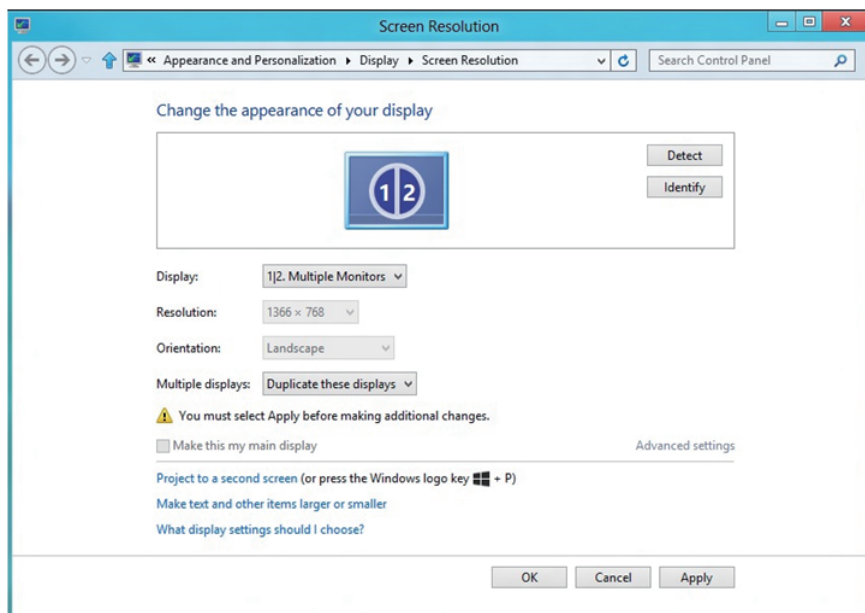 Screen Resolution
« Appearance and Personalization ▸ Display ▸ Screen Resolution
Search Control Panel
Change the appearance of your display
Detect
1|2
Identify
Display: 1|2. Multiple Monitors
Resolution: 1366 × 768
Orientation: Landscape
Multiple displays: Duplicate these displays
You must select Apply before making additional changes.
Make this my main display
Advanced settings
Project to a second screen (or press the Windows logo key + P)
Make text and other items larger or smaller
What display settings should I choose?
OK Cancel Apply